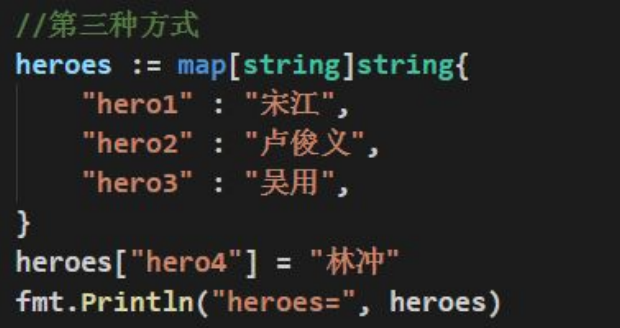 //第三种方式
heroes := map[string]string{
    "hero1" : "宋江",
    "hero2" : "卢俊义",
    "hero3" : "吴用",
}
heroes["hero4"] = "林冲"
fmt.Println("heroes=", heroes)